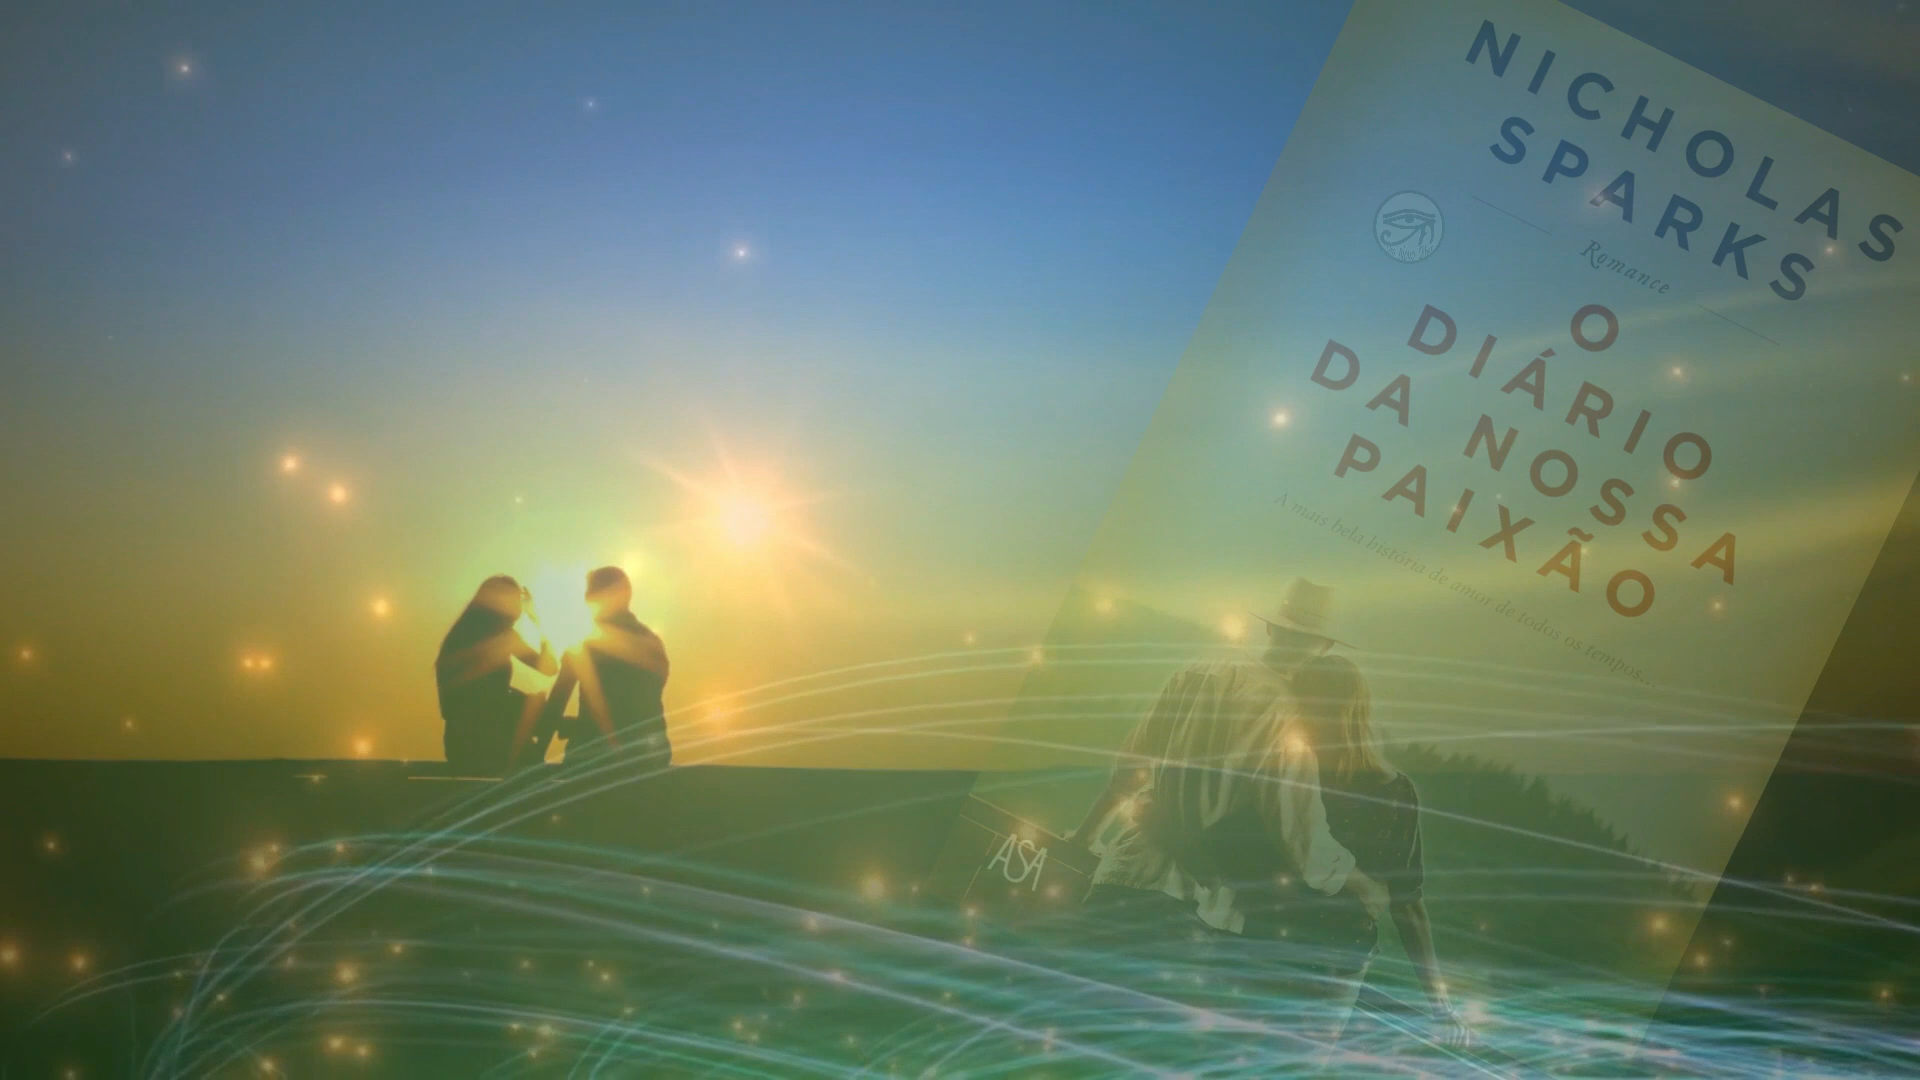 NICHOLAS
SPARKS
Romance
O
DIÁRIO
DA NOSSA
PAIXÃO
A mais bela história de amor de todos os tempos...
ASA